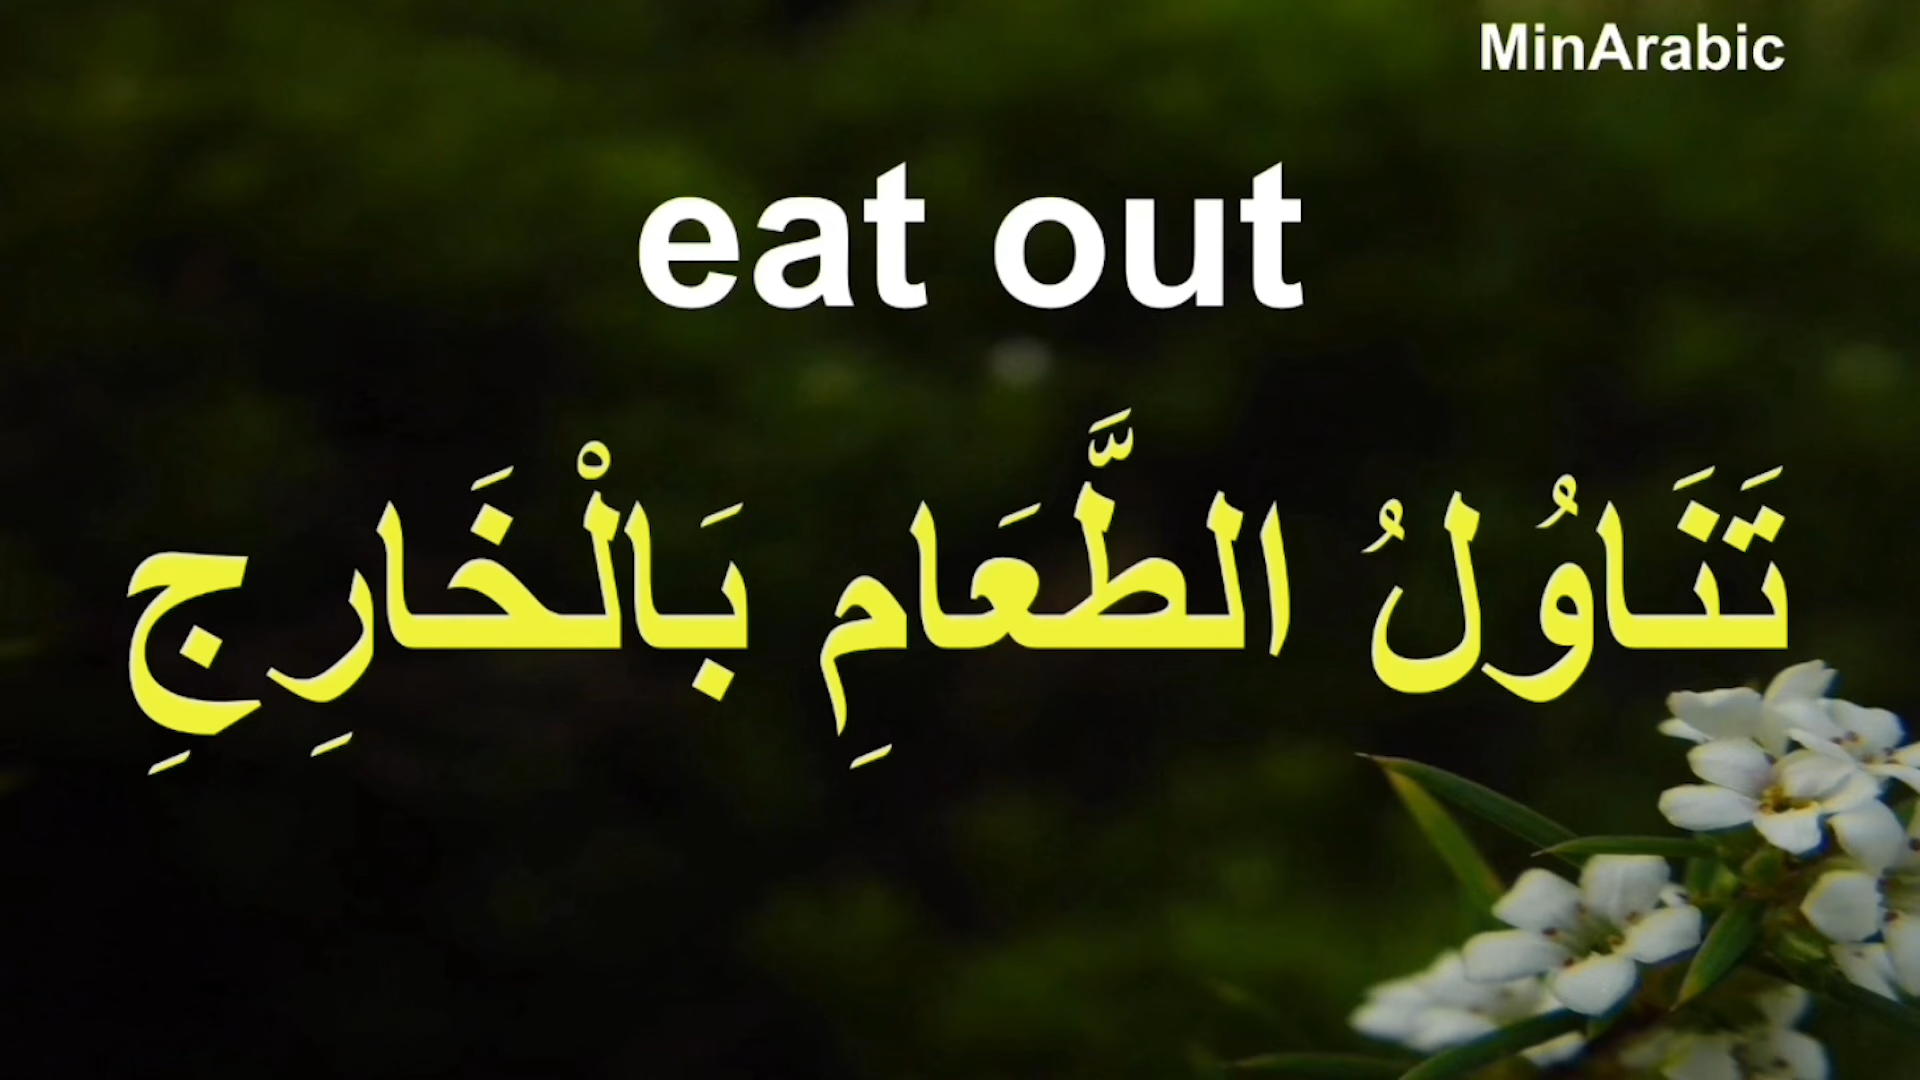 MinArabic
eat out
تَنَاوُلُ الطَّعَامِ بَالْخَارِجِ